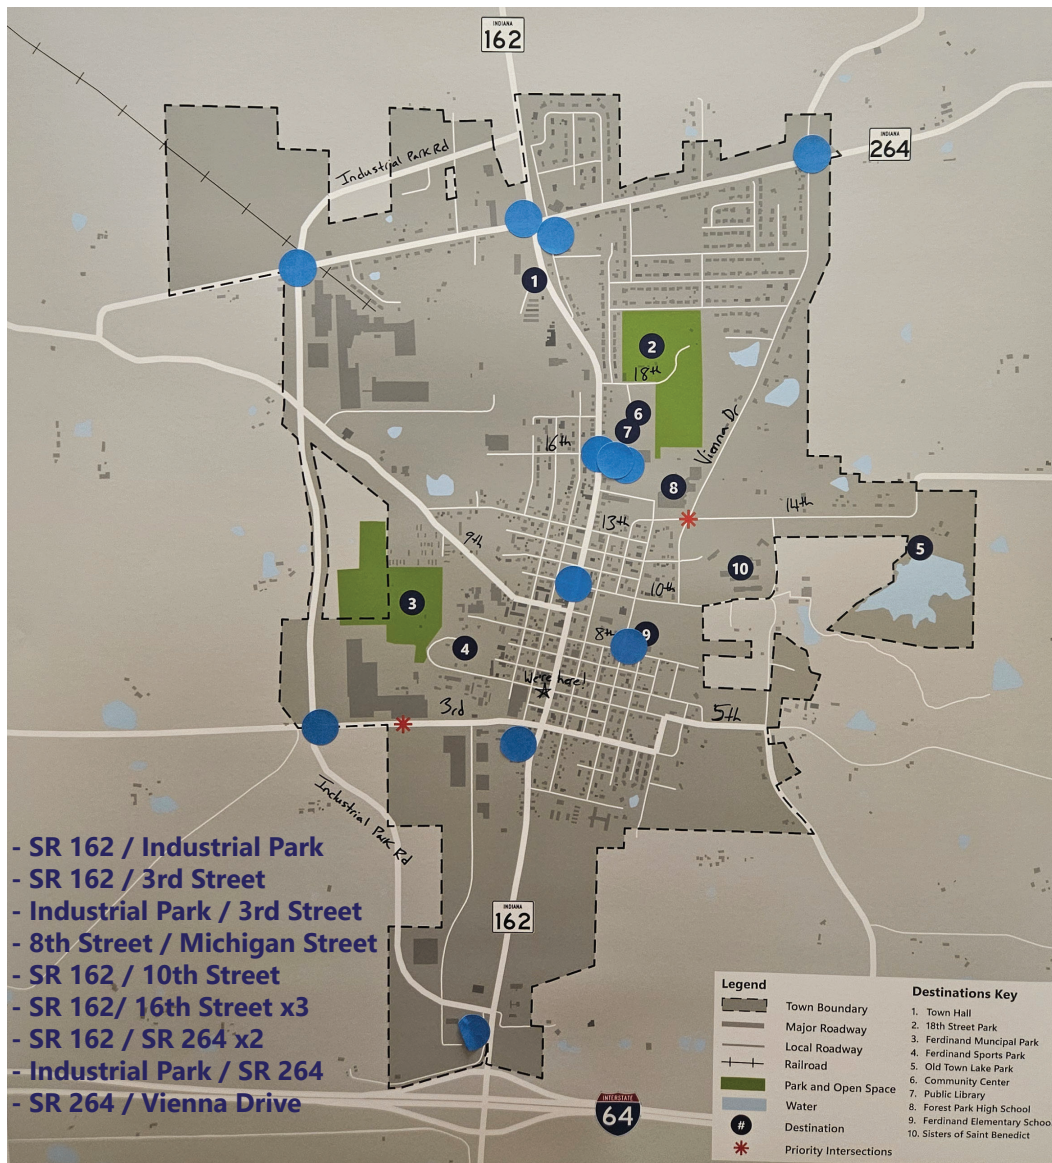 INDIANA
162
INDIANA
264
Industrial Park Rd
1
2
18th
6
7
16th
Vienna Dr
8
14th
13th
9th
5
10
10th
3
8th
9
4
We're here!
3rd
5th
Industrial Park Rd
- SR 162 / Industrial Park
- SR 162 / 3rd Street
- Industrial Park / 3rd Street
- 8th Street / Michigan Street
- SR 162 / 10th Street
- SR 162/ 16th Street x3
- SR 162 / SR 264 x2
- Industrial Park / SR 264
- SR 264 / Vienna Drive
INDIANA
162
INTERSTATE
64
Legend
Town Boundary
Major Roadway
Local Roadway
Railroad
Park and Open Space
Water
#
Destination
Priority Intersections
Destinations Key
1. Town Hall
2. 18th Street Park
3. Ferdinand Muncipal Park
4. Ferdinand Sports Park
5. Old Town Lake Park
6. Community Center
7. Public Library
8. Forest Park High School
9. Ferdinand Elementary Schoo
10. Sisters of Saint Benedict